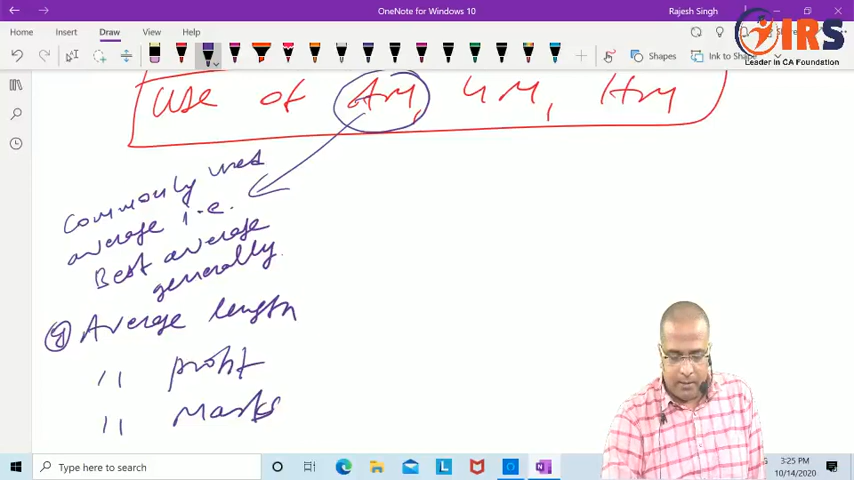 OneNote for Windows 10
Rajesh Singh
IRS
Leader in CA Foundation
Home Insert Draw View Help
Shapes Ink to Shape
Use of AM, GM, HM
Commonly used
average i.e.
Best average
generally.
eg Average length
" profit
" Marks
Type here to search
3:25 PM
10/14/2020